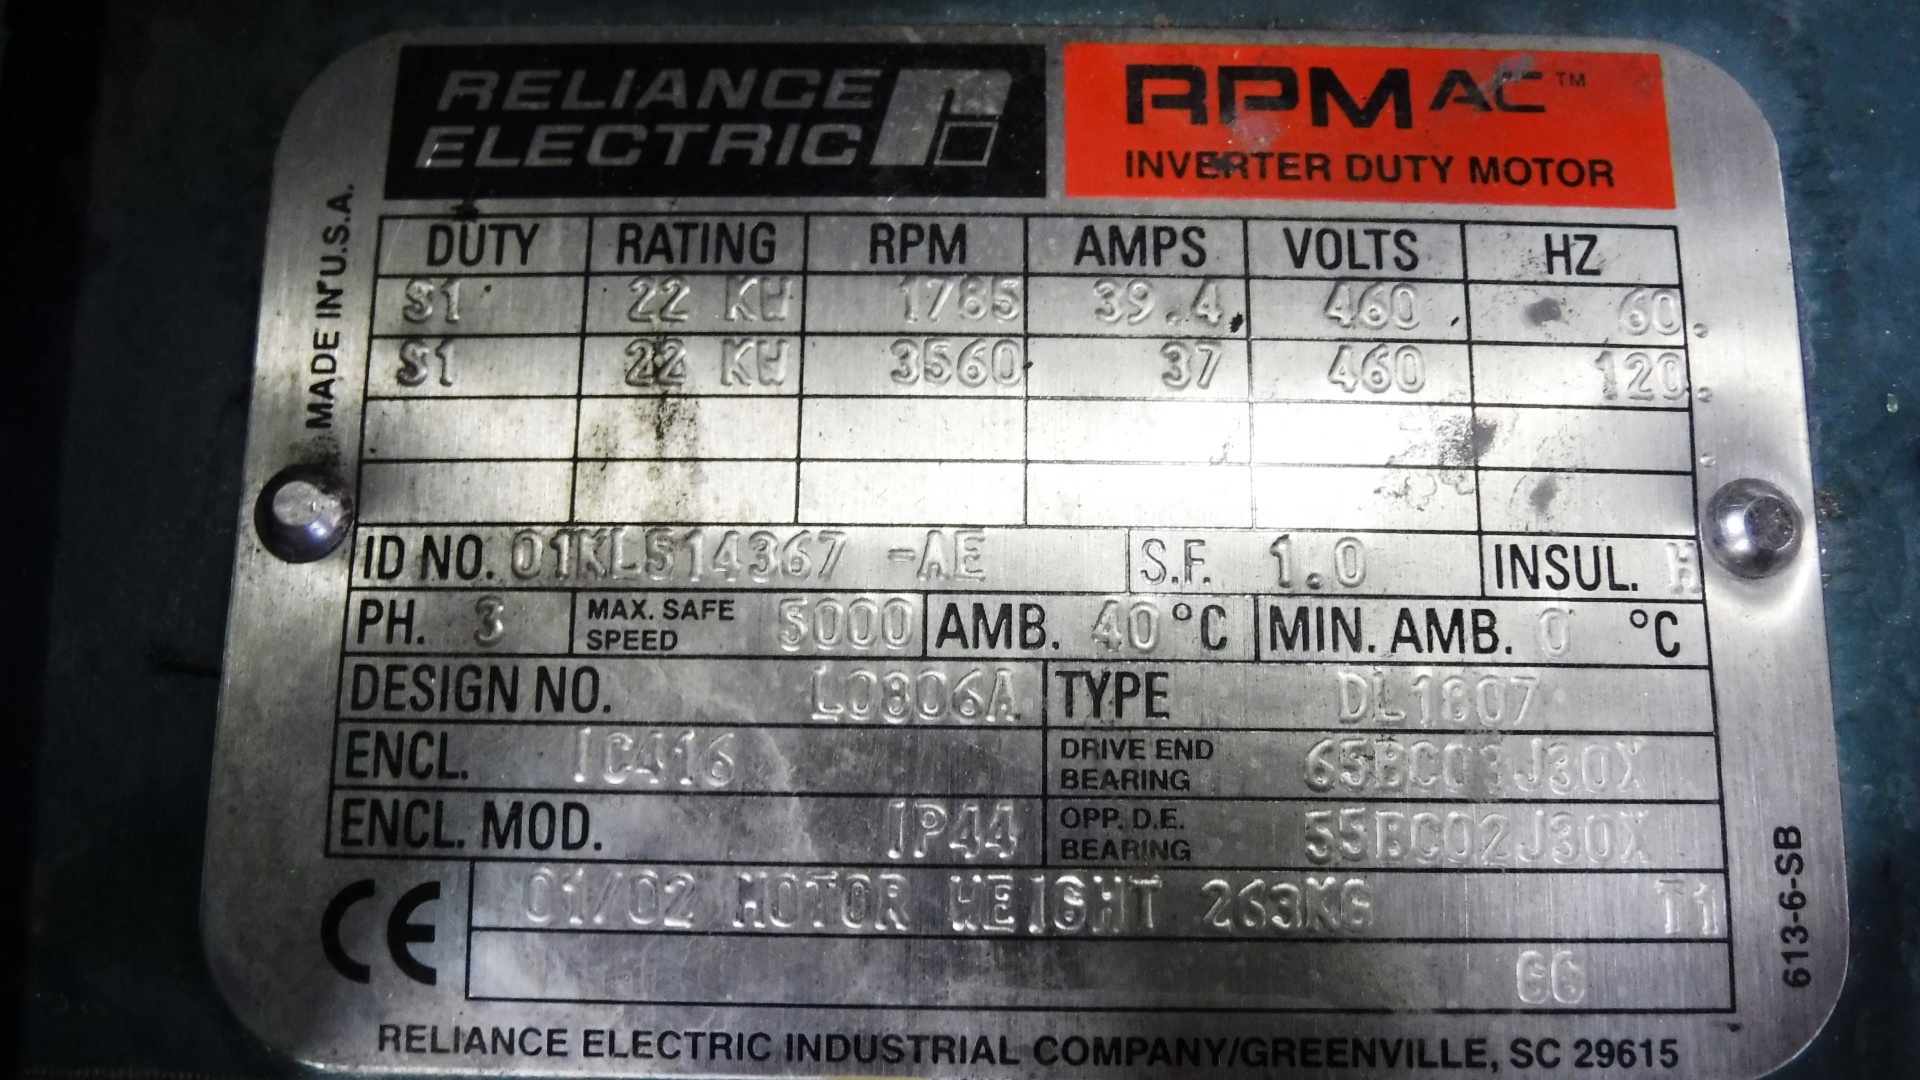 RELIANCE
ELECTRIC
RPM AC™
INVERTER DUTY MOTOR
MADE IN U.S.A.
DUTY RATING RPM AMPS VOLTS HZ
S1 22 KW 1785 39.4 460 60.
S1 22 KW 3560 37 460 120.
ID NO. 01KL514367 -AE S.F. 1.0 INSUL. H
PH. 3 MAX. SAFE SPEED 5000 AMB. 40 °C MIN. AMB. 0 °C
DESIGN NO. L0806A TYPE DL1807
ENCL. IC416 DRIVE END BEARING 65BC03J30X
ENCL. MOD. IP44 OPP. D.E. BEARING 55BC02J30X
CE 01/02 MOTOR WEIGHT 263KG T1
GG
613-6-SB
RELIANCE ELECTRIC INDUSTRIAL COMPANY/GREENVILLE, SC 29615